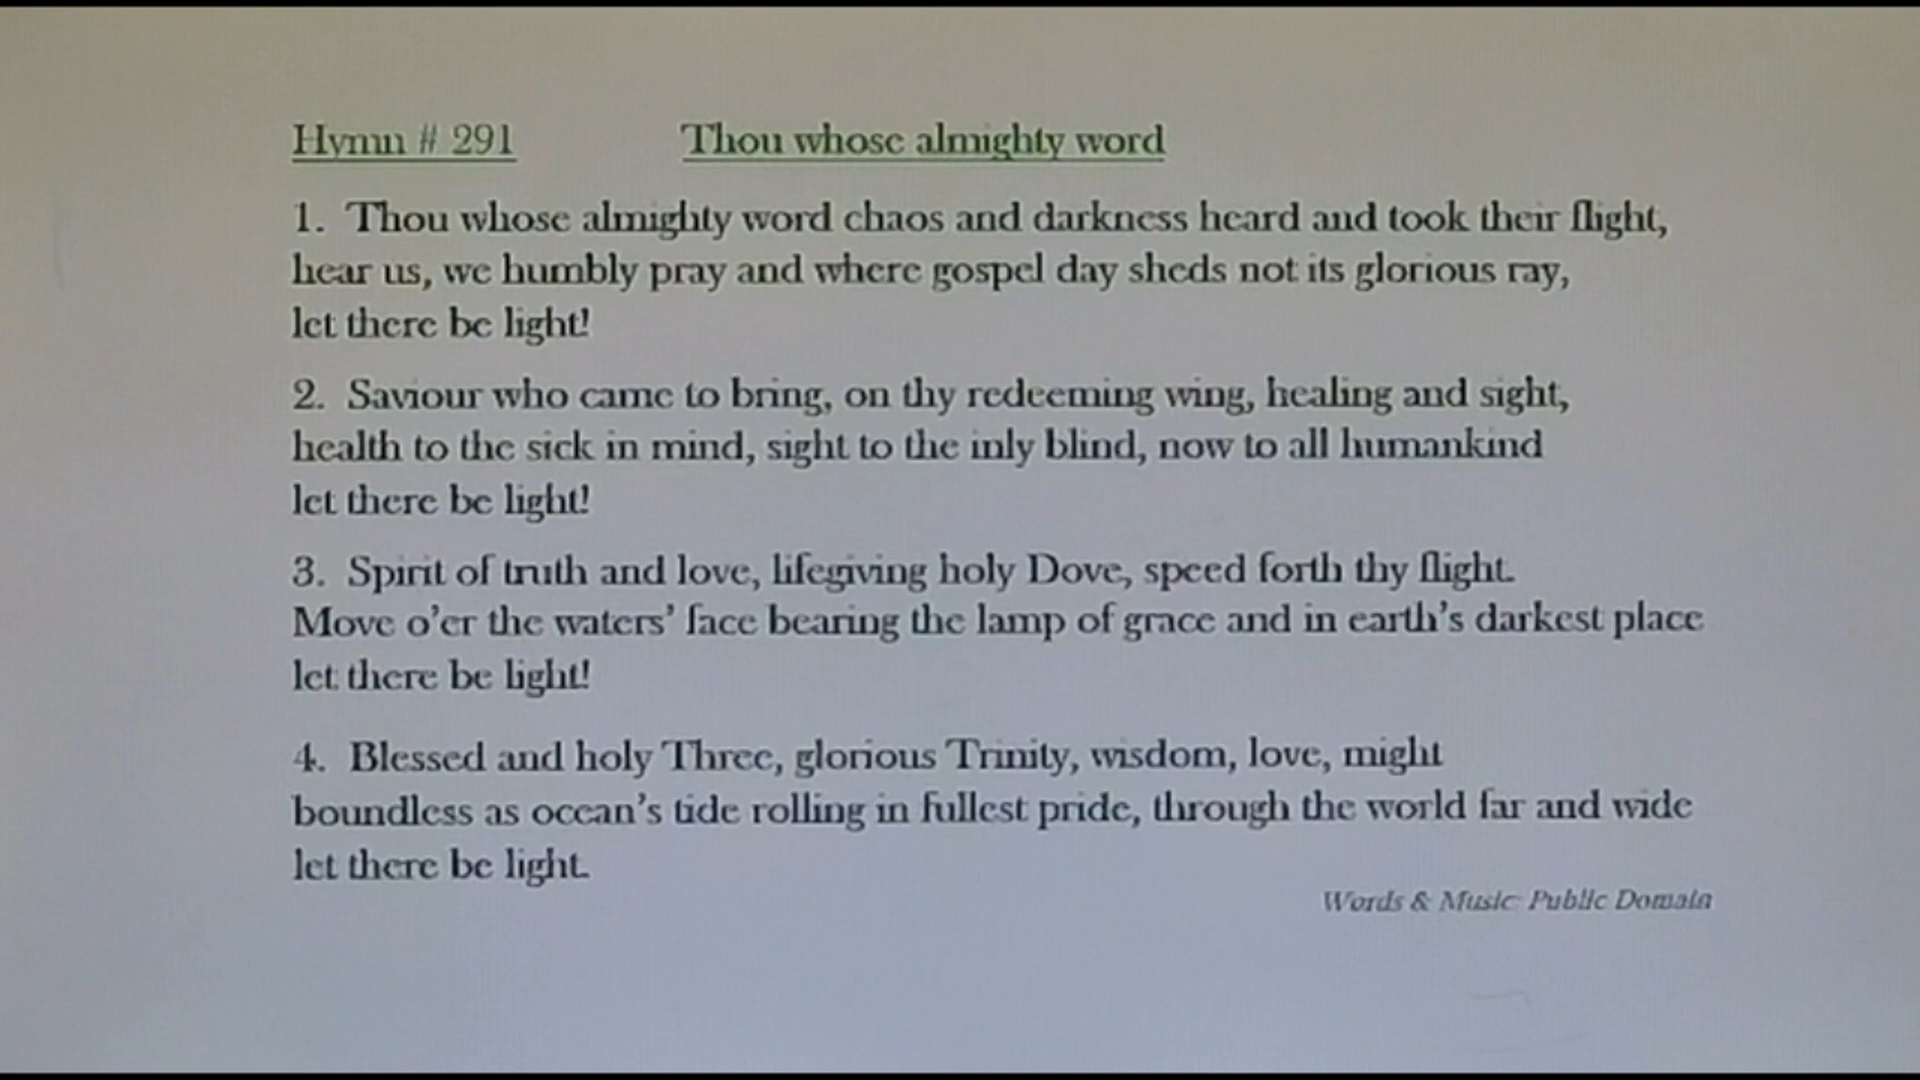 Hymn # 291 Thou whose almighty word
1. Thou whose almighty word chaos and darkness heard and took their flight,
hear us, we humbly pray and where gospel day sheds not its glorious ray,
let there be light!
2. Saviour who came to bring, on thy redeeming wing, healing and sight,
health to the sick in mind, sight to the inly blind, now to all humankind
let there be light!
3. Spirit of truth and love, lifegiving holy Dove, speed forth thy flight.
Move o'er the waters' face bearing the lamp of grace and in earth's darkest place
let there be light!
4. Blessed and holy Three, glorious Trinity, wisdom, love, might
boundless as ocean's tide rolling in fullest pride, through the world far and wide
let there be light.
Words & Music: Public Domain